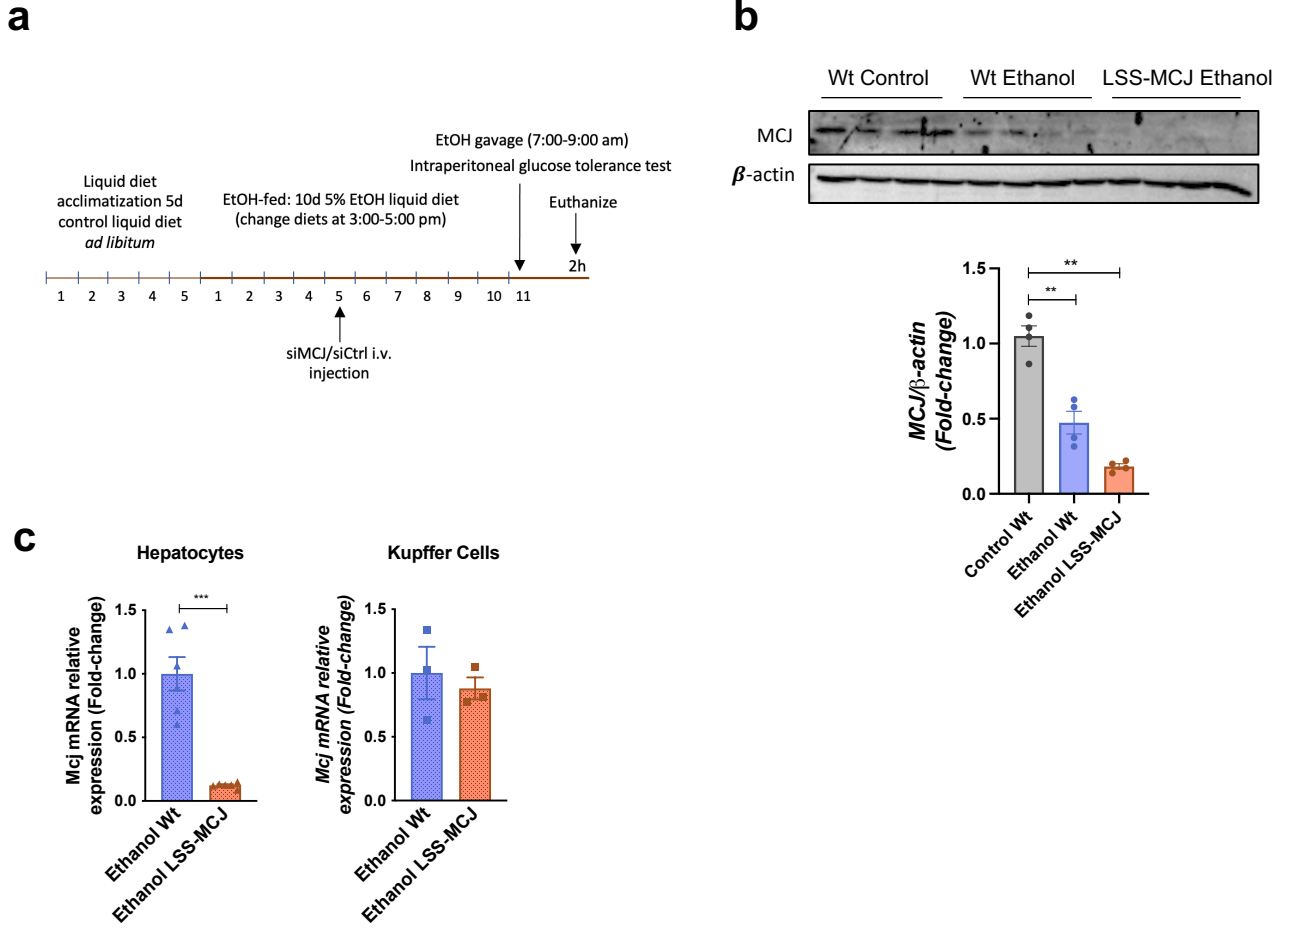 a
EtOH gavage (7:00-9:00 am)
Intraperitoneal glucose tolerance test
Liquid diet
acclimatization 5d
control liquid diet
ad libitum
EtOH-fed: 10d 5% EtOH liquid diet
(change diets at 3:00-5:00 pm)
Euthanize
2h
1 2 3 4 5 1 2 3 4 5 6 7 8 9 10 11
siMCJ/siCtrl i.v.
injection
b
Wt Control Wt Ethanol LSS-MCJ Ethanol
MCJ
β-actin
MCJ/β-actin
(Fold-change)
1.5
1.0
0.5
0.0
**
**
Control Wt
Ethanol Wt
Ethanol LSS-MCJ
c
Hepatocytes
Mcj mRNA relative
expression (Fold-change)
1.5
1.0
0.5
0.0
***
Ethanol Wt
Ethanol LSS-MCJ
Kupffer Cells
Mcj mRNA relative
expression (Fold-change)
1.5
1.0
0.5
0.0
Ethanol Wt
Ethanol LSS-MCJ